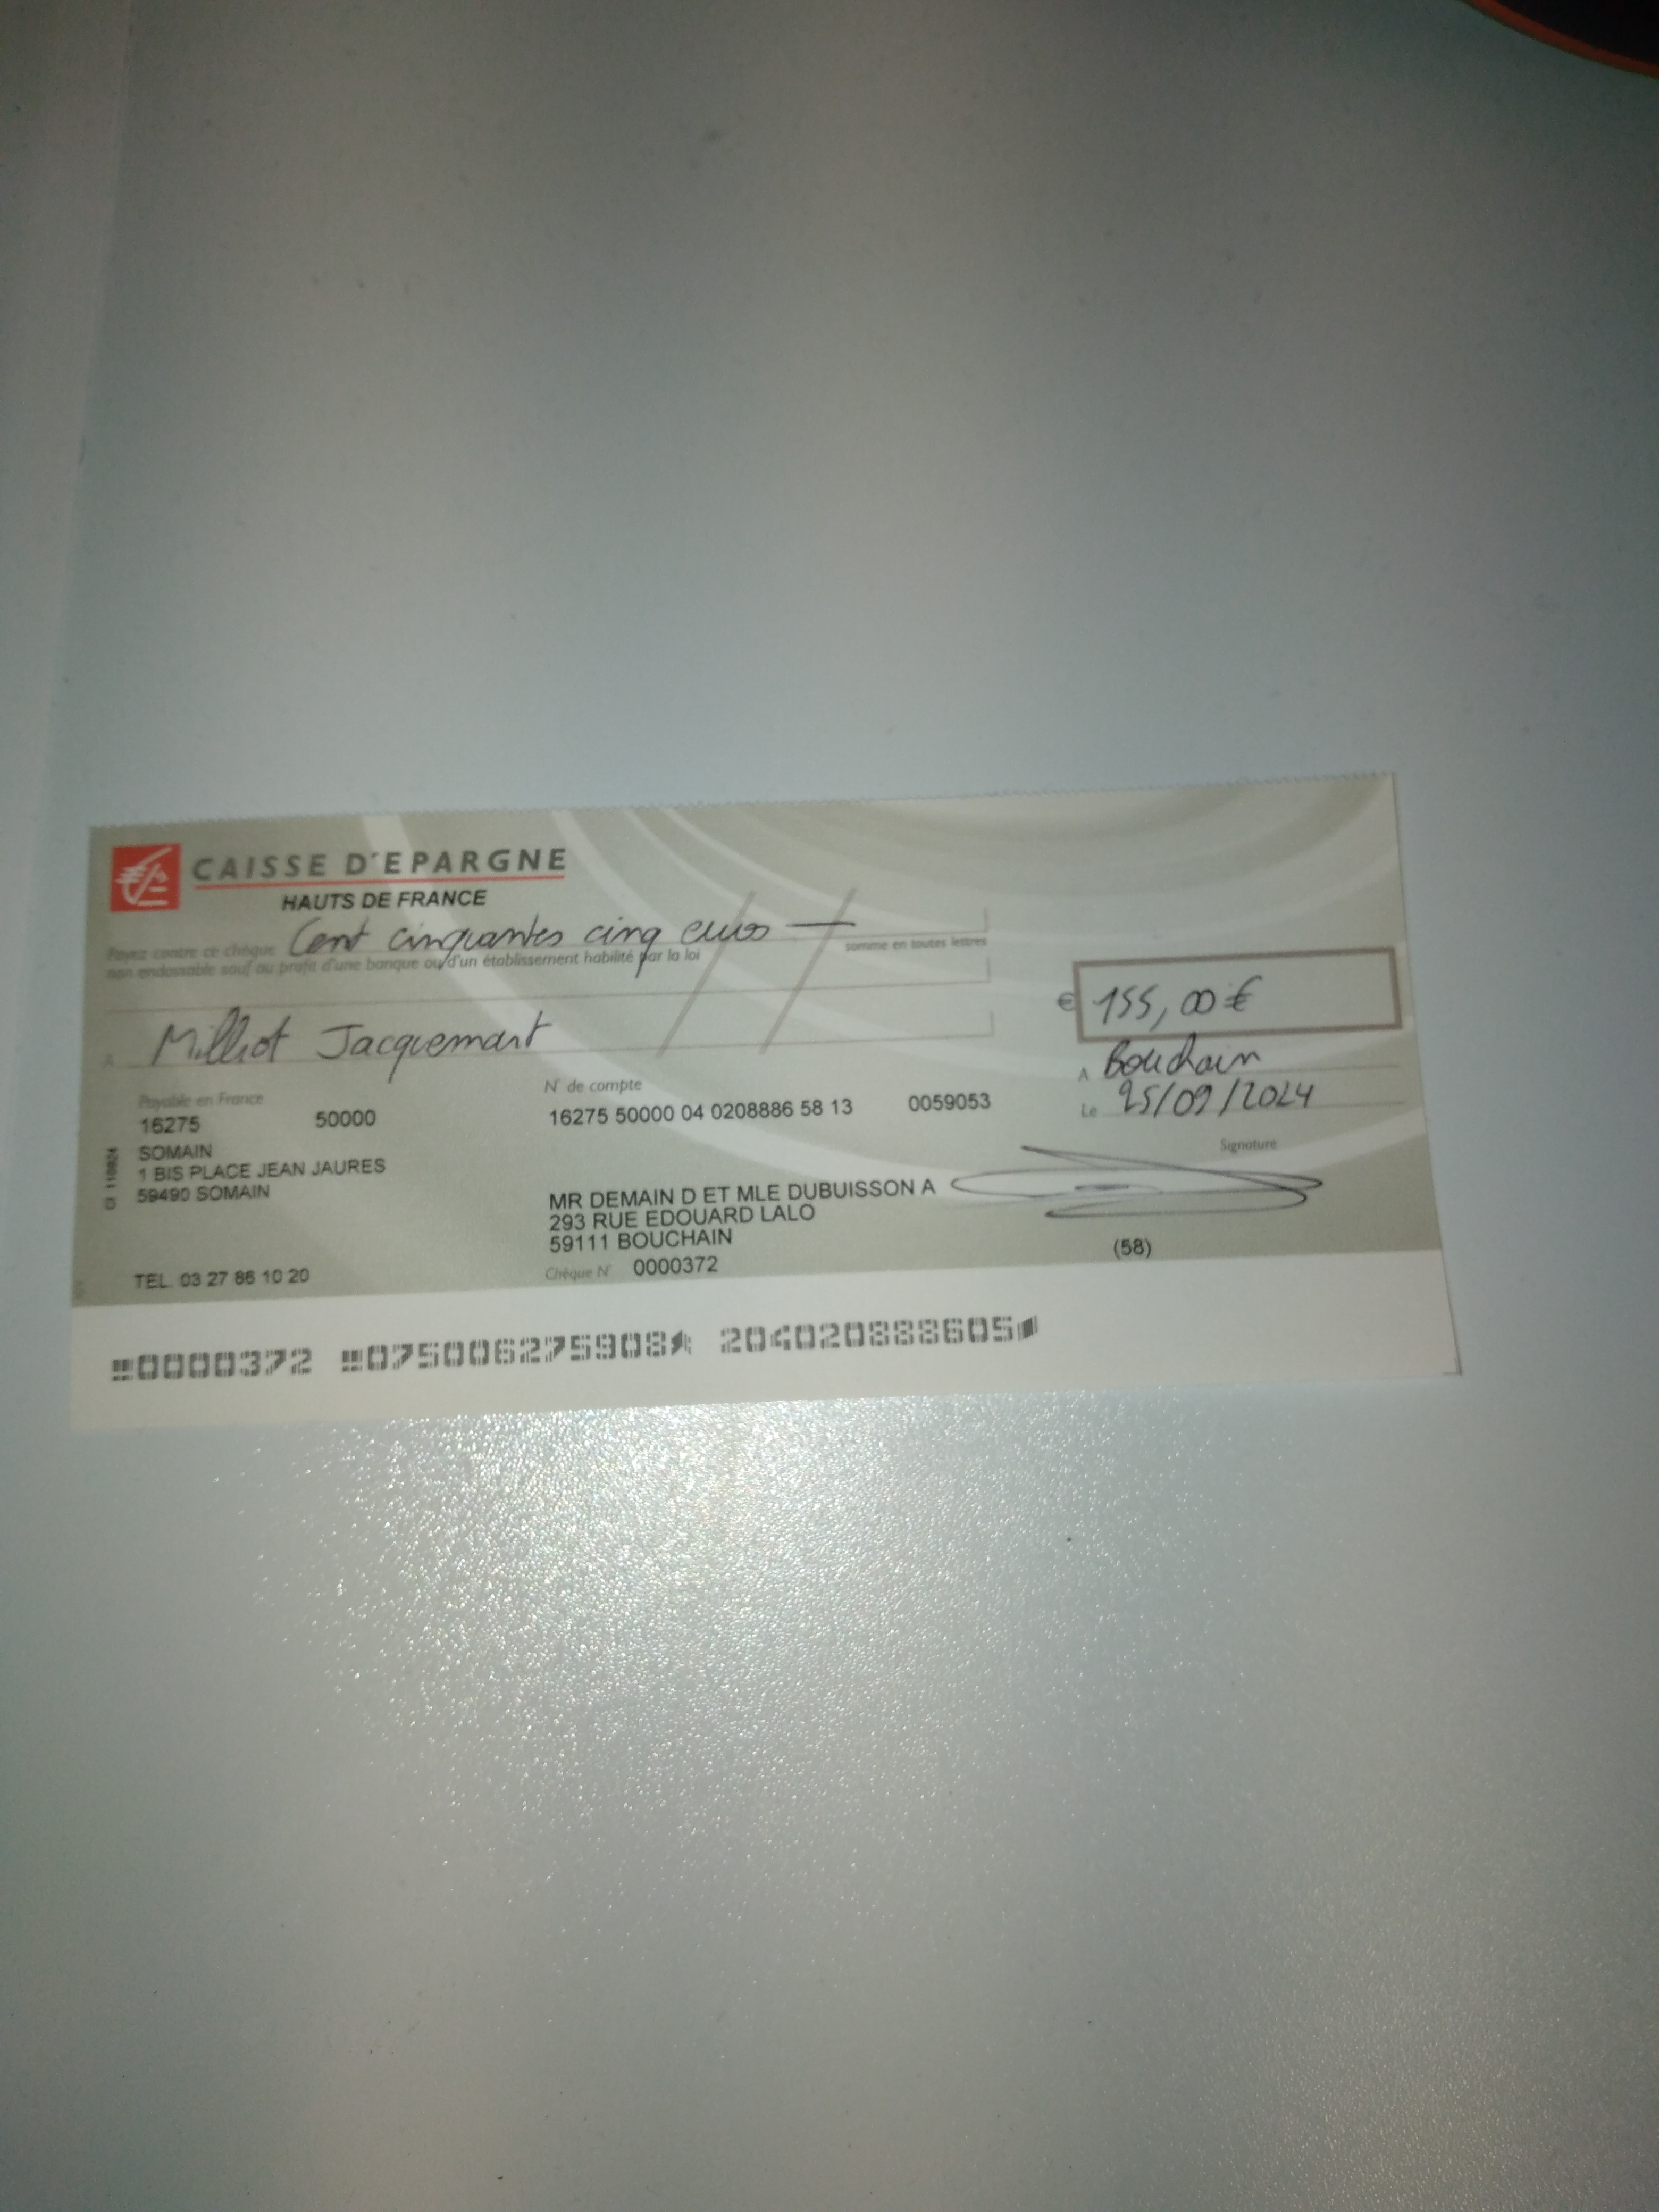 CAISSE D'EPARGNE
HAUTS DE FRANCE
Payez contre ce chèque Cent cinquantes cinq euros
somme en toutes lettres
non endossable sauf au profit d'une banque ou d'un établissement habilité par la loi
€ 155,00 €
A Millot Jacquemart
A Bouchain
Le 25/09/2024
Payable en France
16275 50000
N° de compte
16275 50000 04 0208886 58 13 0059053
Signature
SOMAIN
1 BIS PLACE JEAN JAURES
59490 SOMAIN
TEL. 03 27 86 10 20
MR DEMAIN D ET MLE DUBUISSON A
293 RUE EDOUARD LALO
59111 BOUCHAIN
Chèque N° 0000372
(58)
0000372 075006275908 204020888605